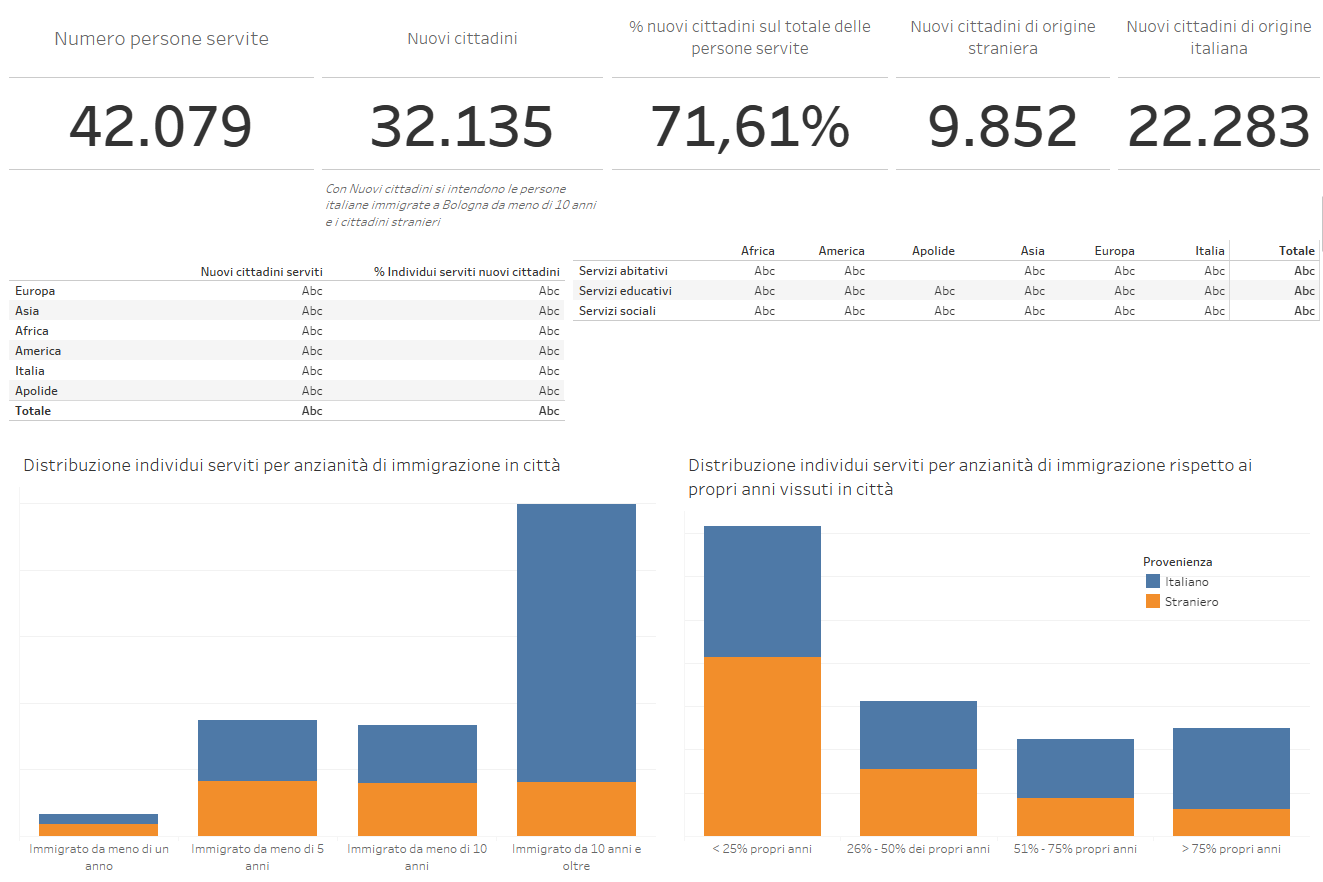 Numero persone servite
Nuovi cittadini
% nuovi cittadini sul totale delle
persone servite
Nuovi cittadini di origine
straniera
Nuovi cittadini di origine
italiana
42.079
32.135
71,61%
9.852
22.283
Con Nuovi cittadini si intendono le persone
italiane immigrate a Bologna da meno di 10 anni
e i cittadini stranieri
Nuovi cittadini serviti % Individui serviti nuovi cittadini
Europa Abc Abc
Asia Abc Abc
Africa Abc Abc
America Abc Abc
Italia Abc Abc
Apolide Abc Abc
Totale Abc Abc
Africa America Apolide Asia Europa Italia Totale
Servizi abitativi Abc Abc Abc Abc Abc Abc
Servizi educativi Abc Abc Abc Abc Abc Abc Abc
Servizi sociali Abc Abc Abc Abc Abc Abc Abc
Distribuzione individui serviti per anzianità di immigrazione in città
Immigrato da meno di un
anno
Immigrato da meno di 5
anni
Immigrato da meno di 10
anni
Immigrato da 10 anni e
oltre
Distribuzione individui serviti per anzianità di immigrazione rispetto ai
propri anni vissuti in città
Provenienza
Italiano
Straniero
< 25% propri anni
26% - 50% dei propri anni
51% - 75% propri anni
> 75% propri anni